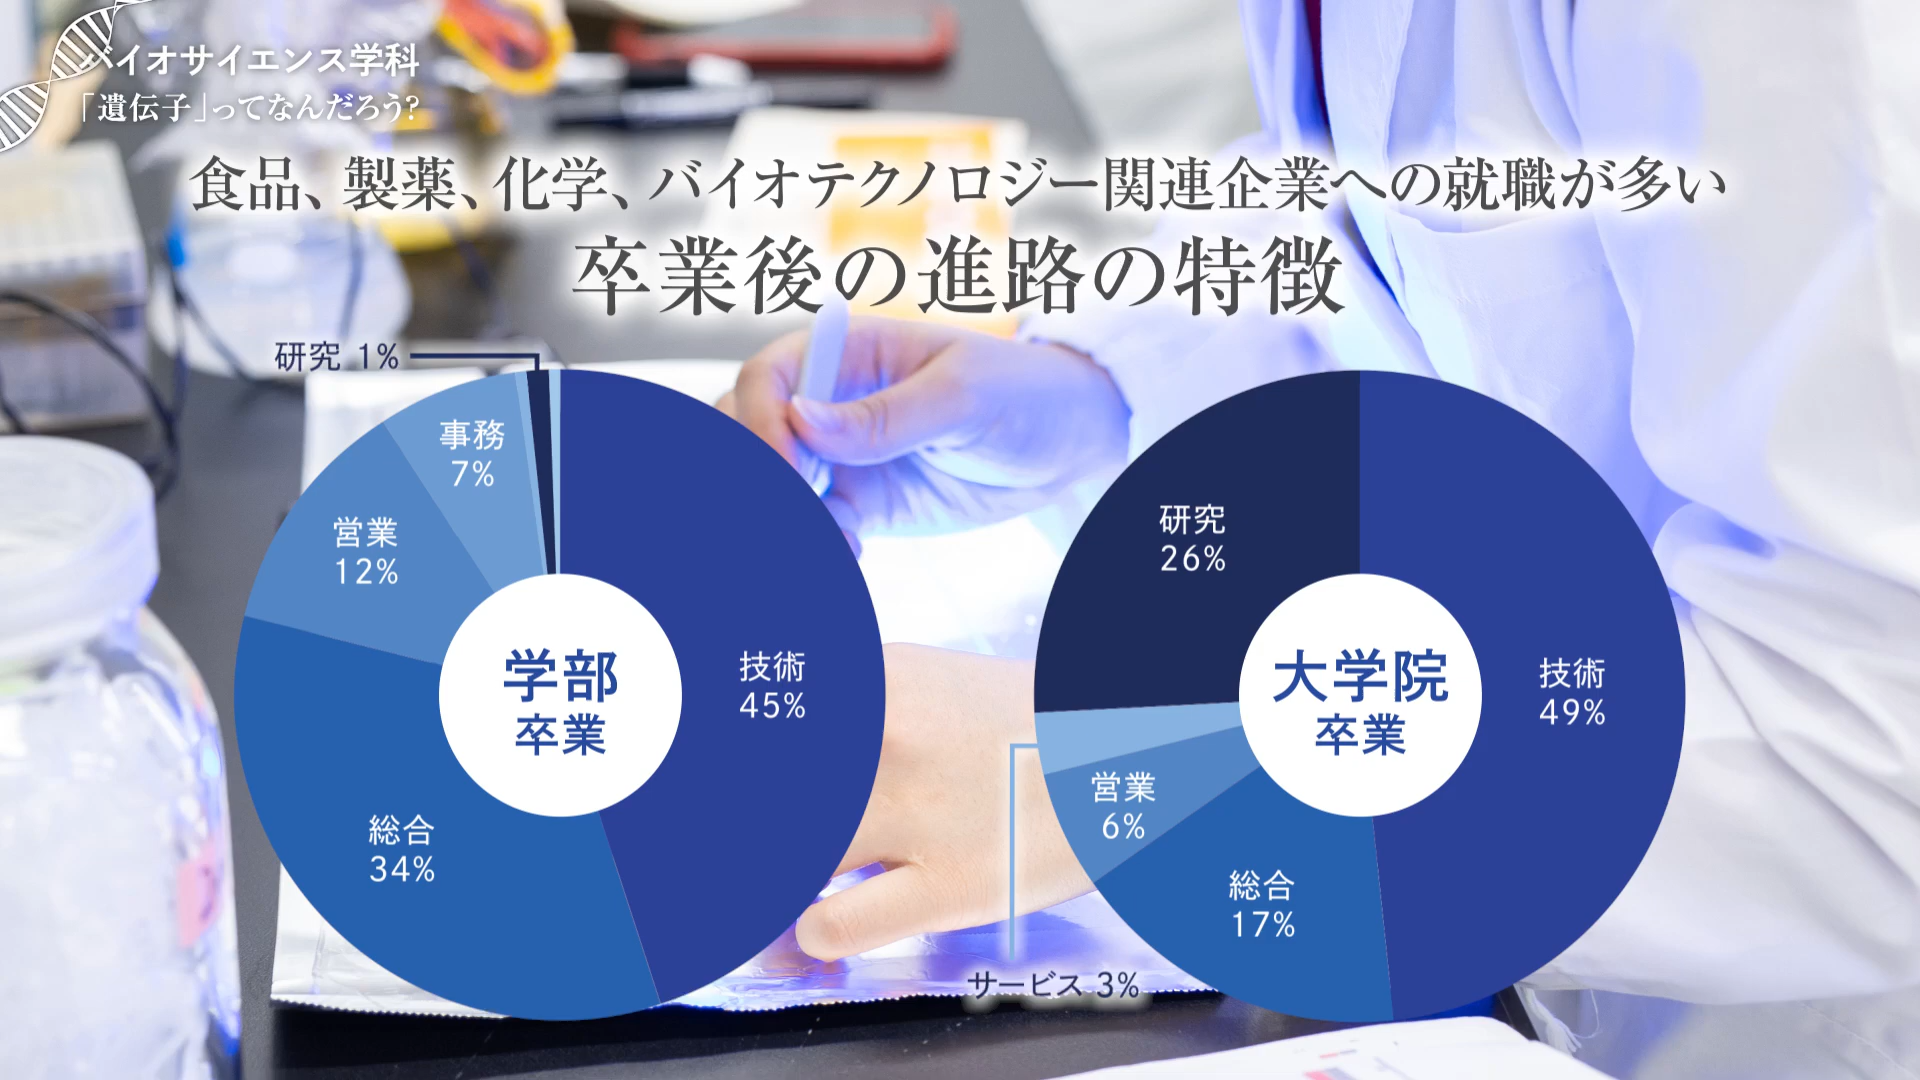 バイオサイエンス学科
「遺伝子」ってなんだろう?
食品、製薬、化学、バイオテクノロジー関連企業への就職が多い
卒業後の進路の特徴
研究 1%
事務
7%
営業
12%
総合
34%
技術
45%
学部
卒業
研究
26%
サービス 3%
営業
6%
総合
17%
技術
49%
大学院
卒業